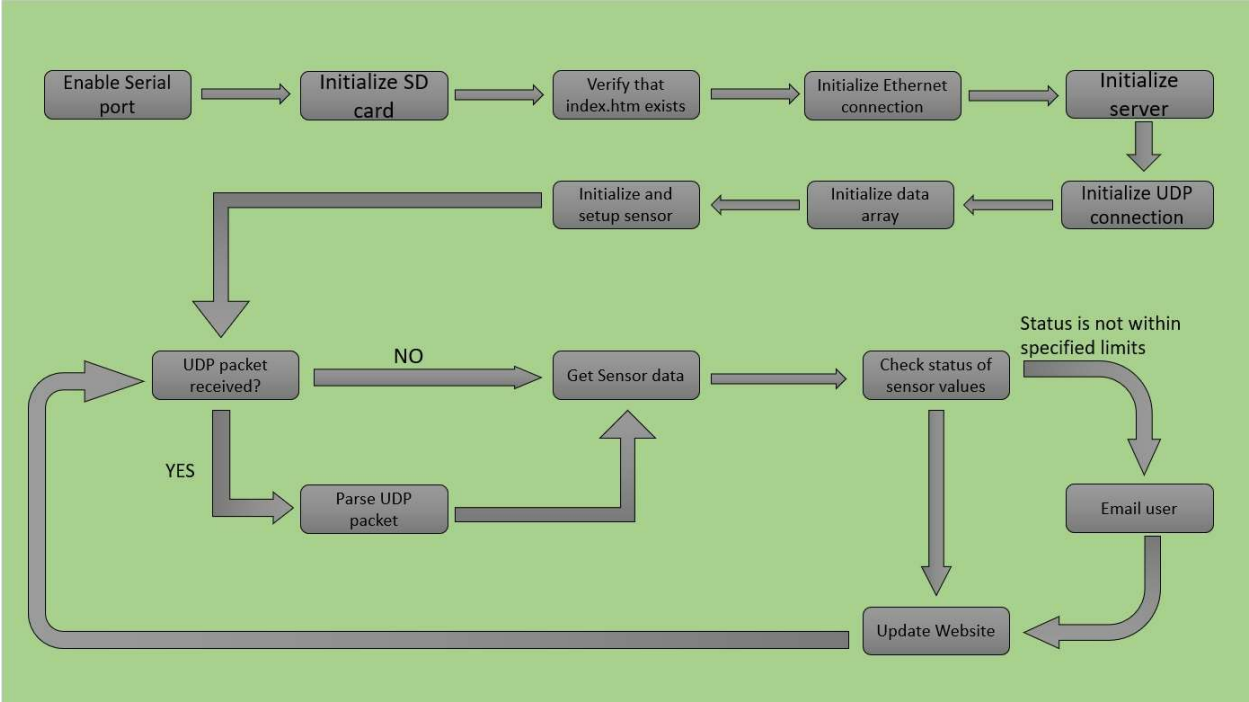 Enable Serial
port
Initialize SD
card
Verify that
index.htm exists
Initialize Ethernet
connection
Initialize
server
Initialize UDP
connection
Initialize data
array
Initialize and
setup sensor
UDP packet
received?
NO
YES
Parse UDP
packet
Get Sensor data
Check status of
sensor values
Status is not within
specified limits
Email user
Update Website